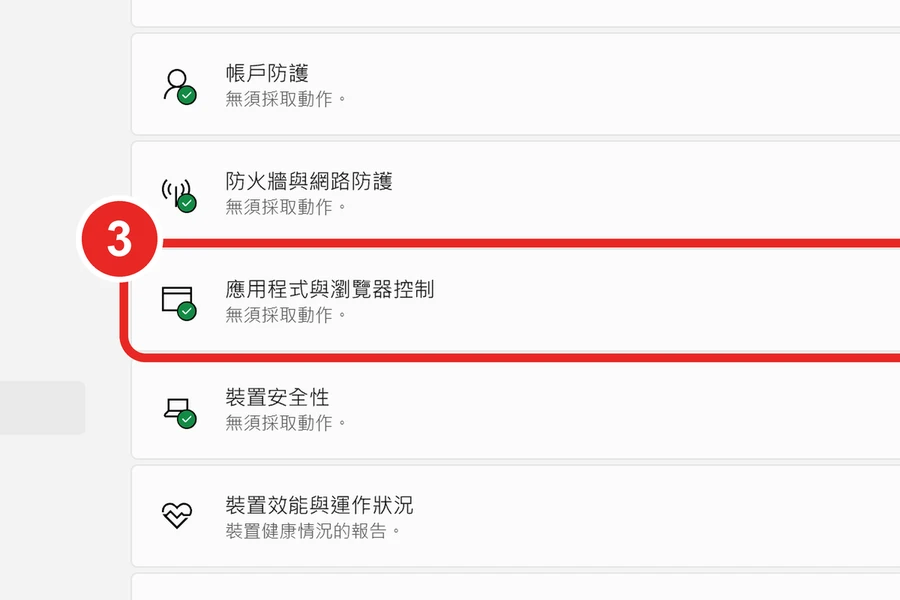 帳戶防護
無須採取動作。
防火牆與網路防護
無須採取動作。
3
應用程式與瀏覽器控制
無須採取動作。
裝置安全性
無須採取動作。
裝置效能與運作狀況
裝置健康情況的報告。